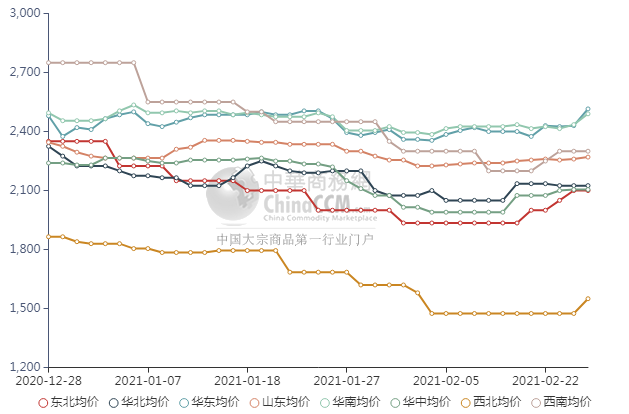 3,000
2,700
2,400
2,100
1,800
1,500
1,200
中華商務網
ChinaCCM
China Commodity Marketplace
中国大宗商品第一行业门户
2020-12-28 2021-01-07 2021-01-18 2021-01-27 2021-02-05 2021-02-22
东北均价 华北均价 华东均价 山东均价 华南均价 华中均价 西北均价 西南均价